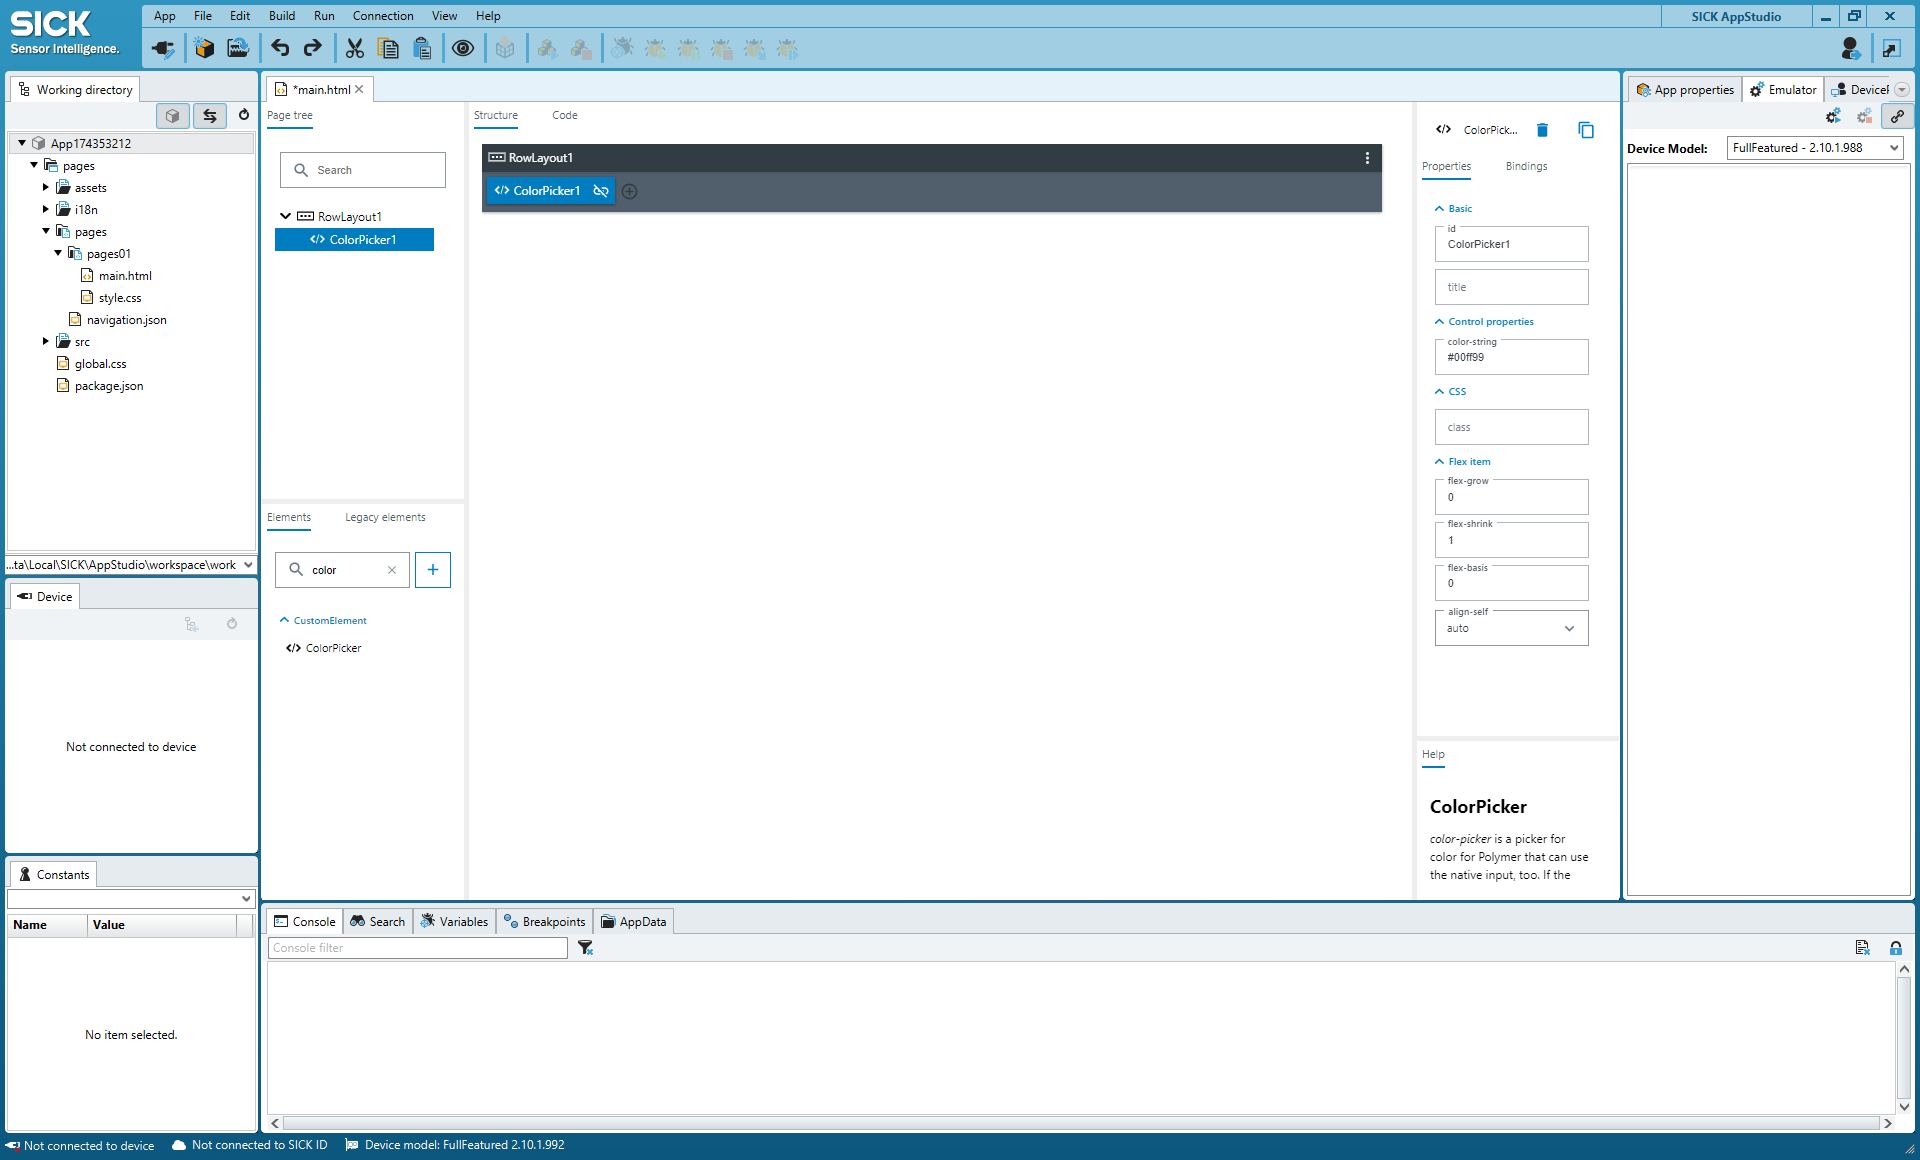 SICK
Sensor Intelligence.
App File Edit Build Run Connection View Help
SICK AppStudio
Working directory
App174353212
pages
assets
i18n
pages
pages01
main.html
style.css
navigation.json
src
global.css
package.json
...ta\Local\SICK\AppStudio\workspace\work
Device
Not connected to device
Constants
Name Value
No item selected.
*main.html
Page tree
Search
RowLayout1
ColorPicker1
Elements Legacy elements
color
CustomElement
ColorPicker
Structure Code
RowLayout1
ColorPicker1
ColorPick...
Properties Bindings
Basic
id
ColorPicker1
title
Control properties
color-string
#00ff99
CSS
class
Flex item
flex-grow
0
flex-shrink
1
flex-basis
0
align-self
auto
Help
ColorPicker
color-picker is a picker for
color for Polymer that can use
the native input, too. If the
App properties Emulator DeviceP
Device Model: FullFeatured - 2.10.1.988
Console Search Variables Breakpoints AppData
Console filter
Not connected to device Not connected to SICK ID Device model: FullFeatured 2.10.1.992